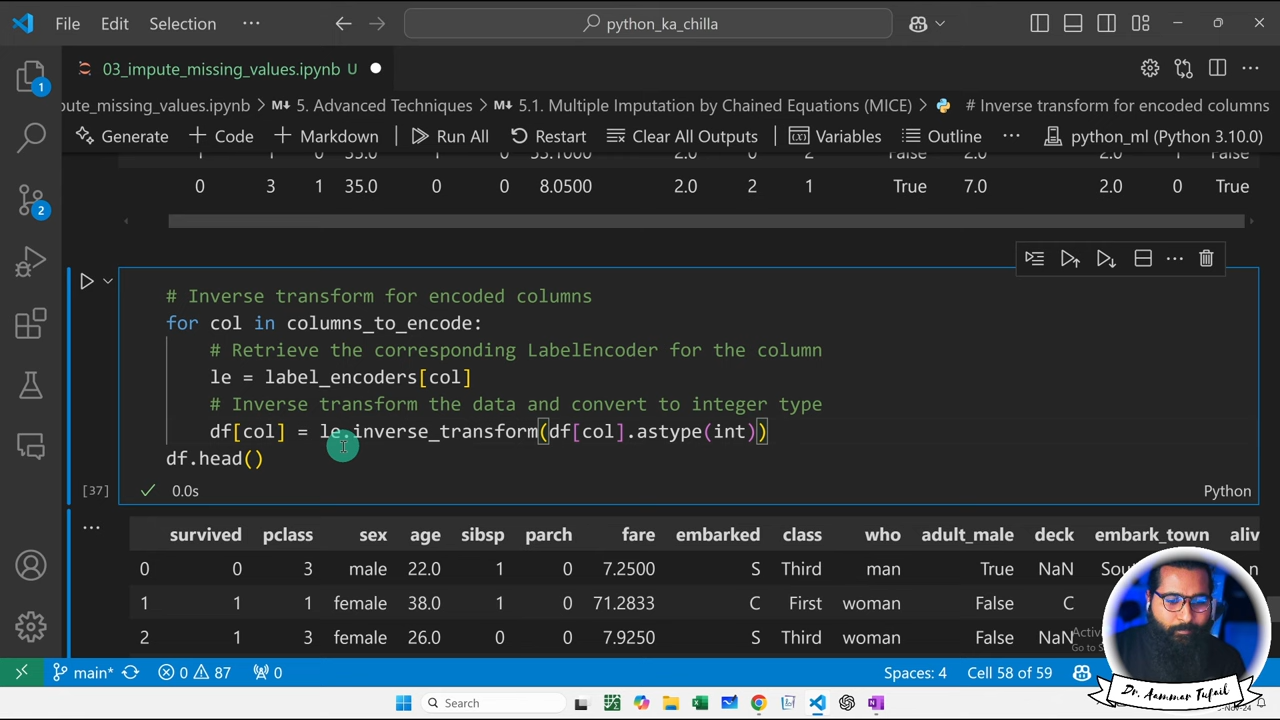 File Edit Selection ··· python_ka_chilla
03_impute_missing_values.ipynb U
pute_missing_values.ipynb > 5. Advanced Techniques > 5.1. Multiple Imputation by Chained Equations (MICE) > # Inverse transform for encoded columns
Generate + Code + Markdown Run All Restart Clear All Outputs Variables Outline ··· python_ml (Python 3.10.0)
0 3 1 35.0 0 0 8.0500 2.0 2 1 True 7.0 2.0 0 True
# Inverse transform for encoded columns
for col in columns_to_encode:
# Retrieve the corresponding LabelEncoder for the column
le = label_encoders[col]
# Inverse transform the data and convert to integer type
df[col] = le.inverse_transform(df[col].astype(int))
df.head()
[37] 0.0s Python
survived pclass sex age sibsp parch fare embarked class who adult_male deck embark_town aliv
0 0 3 male 22.0 1 0 7.2500 S Third man True NaN Sou n
1 1 1 female 38.0 1 0 71.2833 C First woman False C
2 1 3 female 26.0 0 0 7.9250 S Third woman False NaN
1
2
main* 0 87 0 Spaces: 4 Cell 58 of 59
Search
Dr. Aammar Tufail